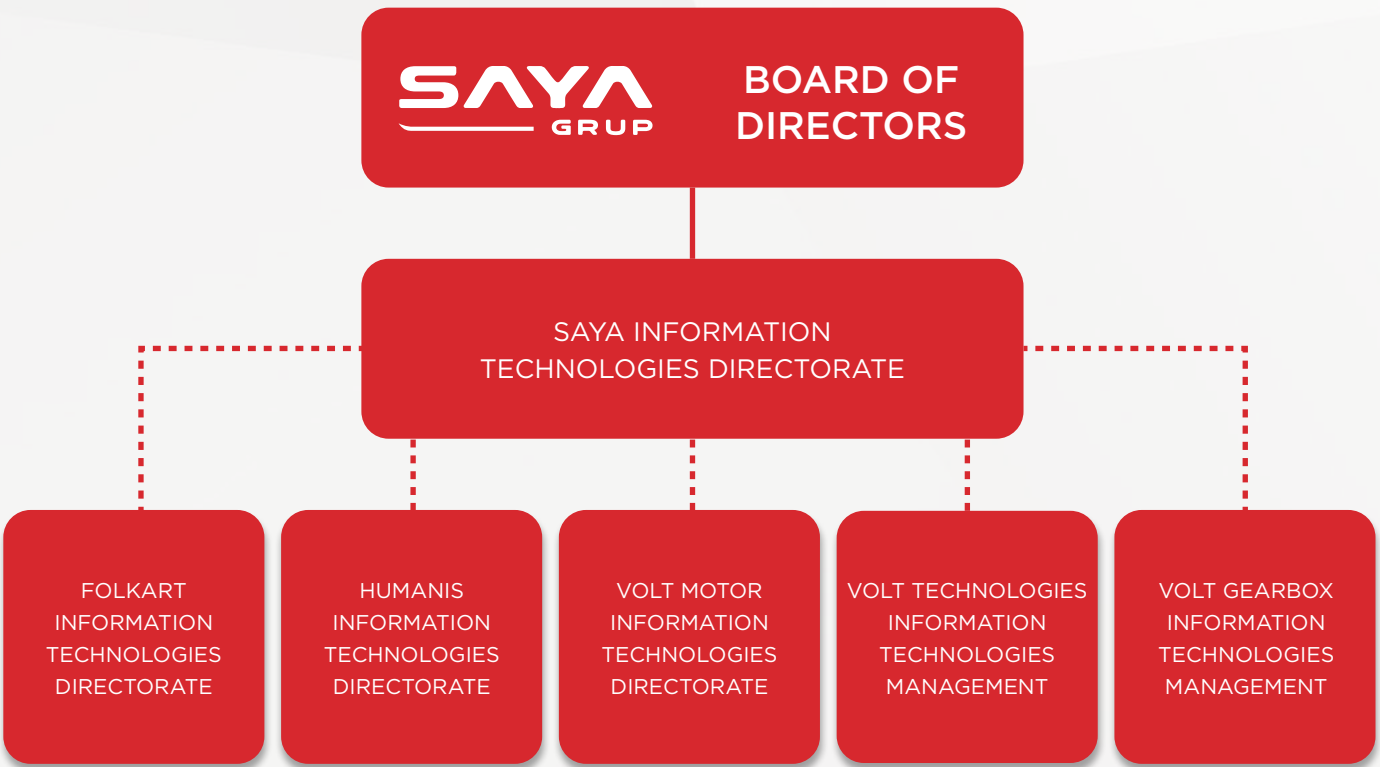 SAYA
GRUP
BOARD OF
DIRECTORS
SAYA INFORMATION
TECHNOLOGIES DIRECTORATE
FOLKART
INFORMATION
TECHNOLOGIES
DIRECTORATE
HUMANIS
INFORMATION
TECHNOLOGIES
DIRECTORATE
VOLT MOTOR
INFORMATION
TECHNOLOGIES
DIRECTORATE
VOLT TECHNOLOGIES
INFORMATION
TECHNOLOGIES
MANAGEMENT
VOLT GEARBOX
INFORMATION
TECHNOLOGIES
MANAGEMENT